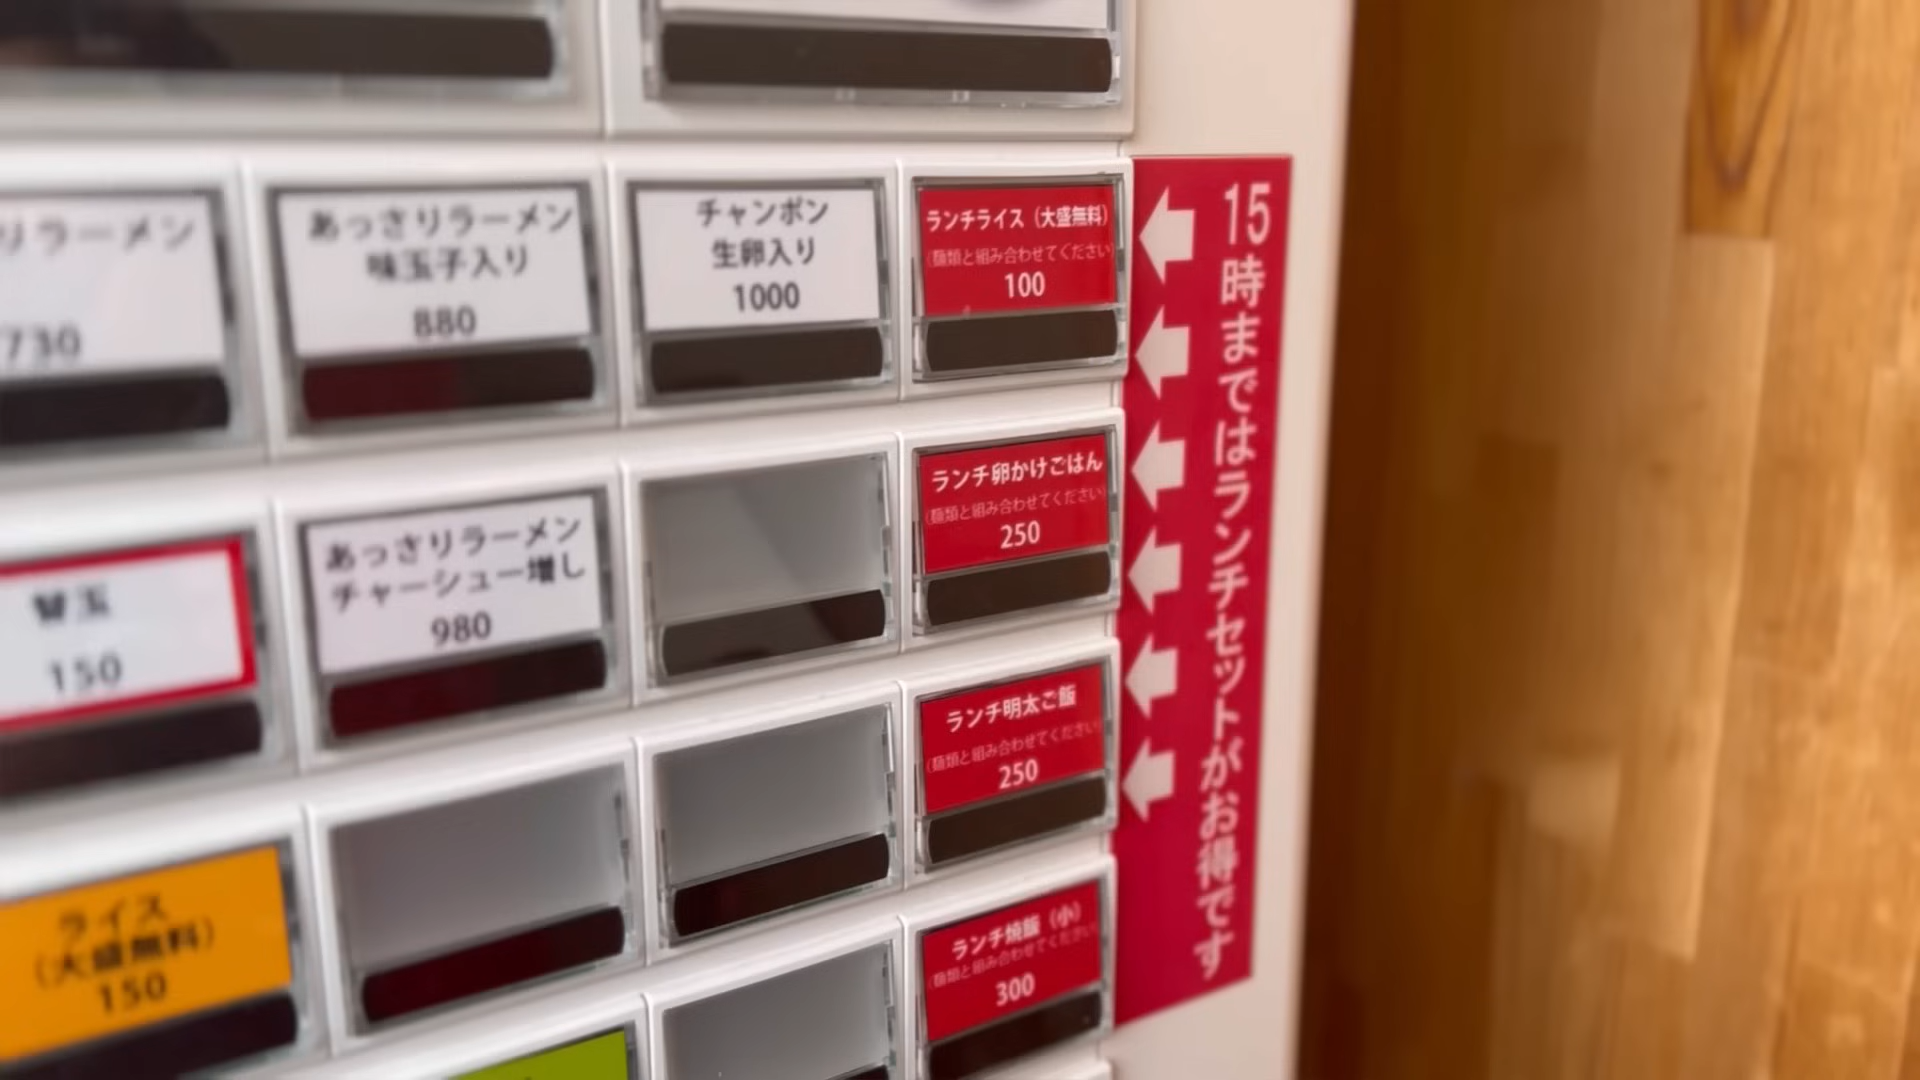 リラーメン
730
あっさりラーメン
味玉子入り
880
チャンポン
生卵入り
1000
ランチライス（大盛無料）
（麺類と組み合わせてください）
100
替玉
150
あっさりラーメン
チャーシュー増し
980
ランチ卵かけごはん
（麺類と組み合わせてください）
250
ランチ明太ご飯
（麺類と組み合わせてください）
250
ライス
（大盛無料）
150
ランチ焼飯（小）
（麺類と組み合わせてください）
300
15時まではランチセットがお得です